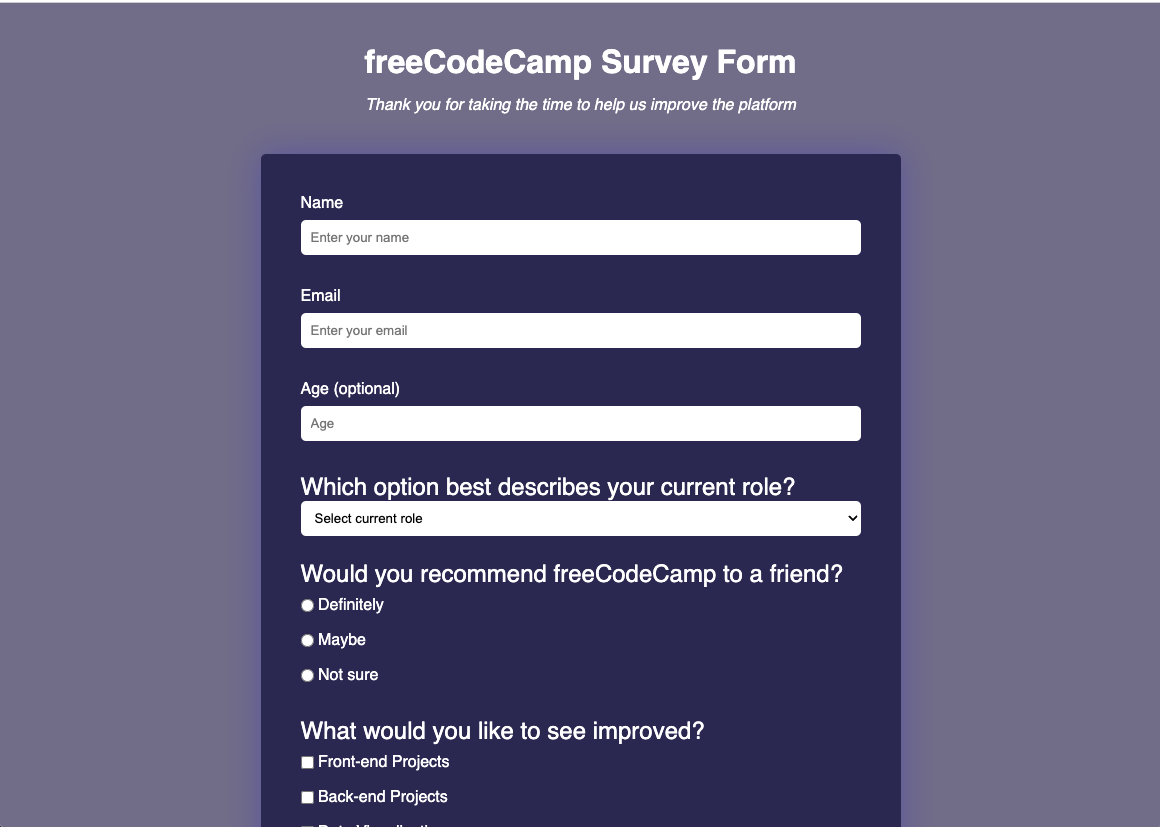 freeCodeCamp Survey Form
Thank you for taking the time to help us improve the platform
Name
Enter your name
Email
Enter your email
Age (optional)
Age
Which option best describes your current role?
Select current role
Would you recommend freeCodeCamp to a friend?
Definitely
Maybe
Not sure
What would you like to see improved?
Front-end Projects
Back-end Projects